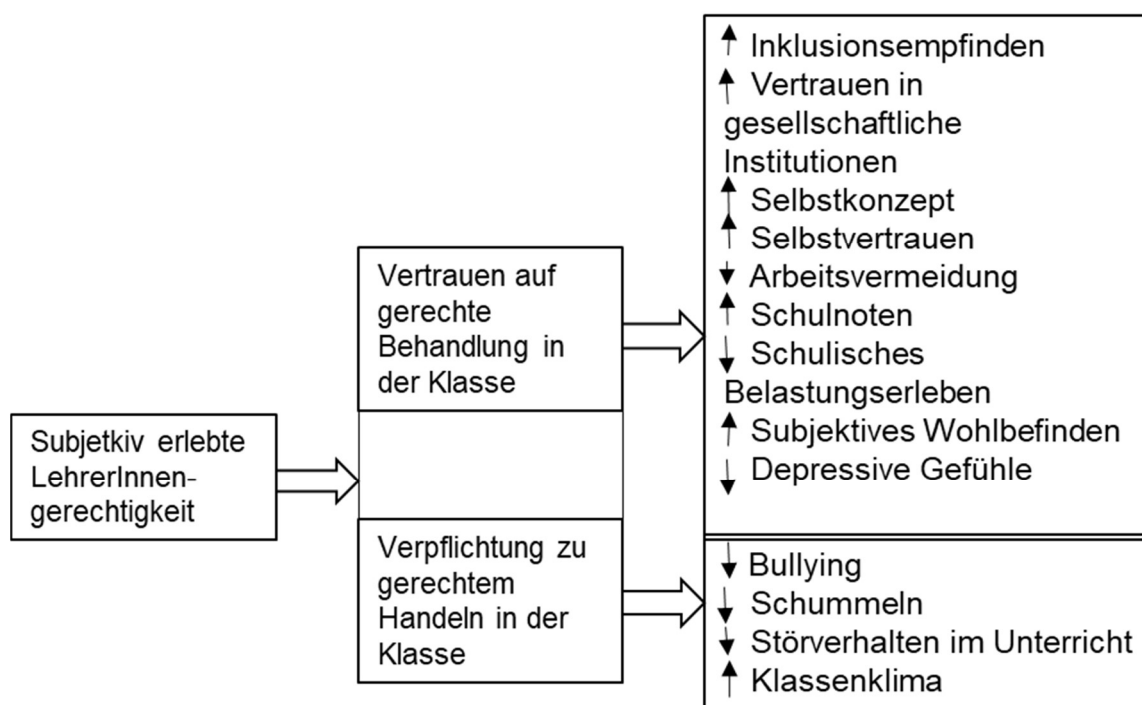 Subjetkiv erlebte
LehrerInnen-
gerechtigkeit
Vertrauen auf
gerechte
Behandlung in
der Klasse
Verpflichtung zu
gerechtem
Handeln in der
Klasse
↑ Inklusionsempfinden
↑ Vertrauen in
gesellschaftliche
Institutionen
↑ Selbstkonzept
↑ Selbstvertrauen
↓ Arbeitsvermeidung
↑ Schulnoten
↓ Schulisches
Belastungserleben
↑ Subjektives Wohlbefinden
↓ Depressive Gefühle
↓ Bullying
↓ Schummeln
↓ Störverhalten im Unterricht
↑ Klassenklima